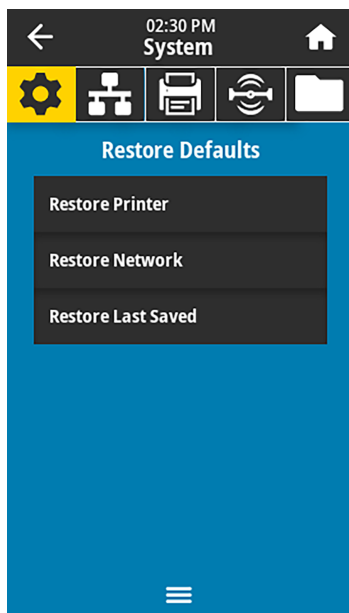 02:30 PM
System
Restore Defaults
Restore Printer
Restore Network
Restore Last Saved